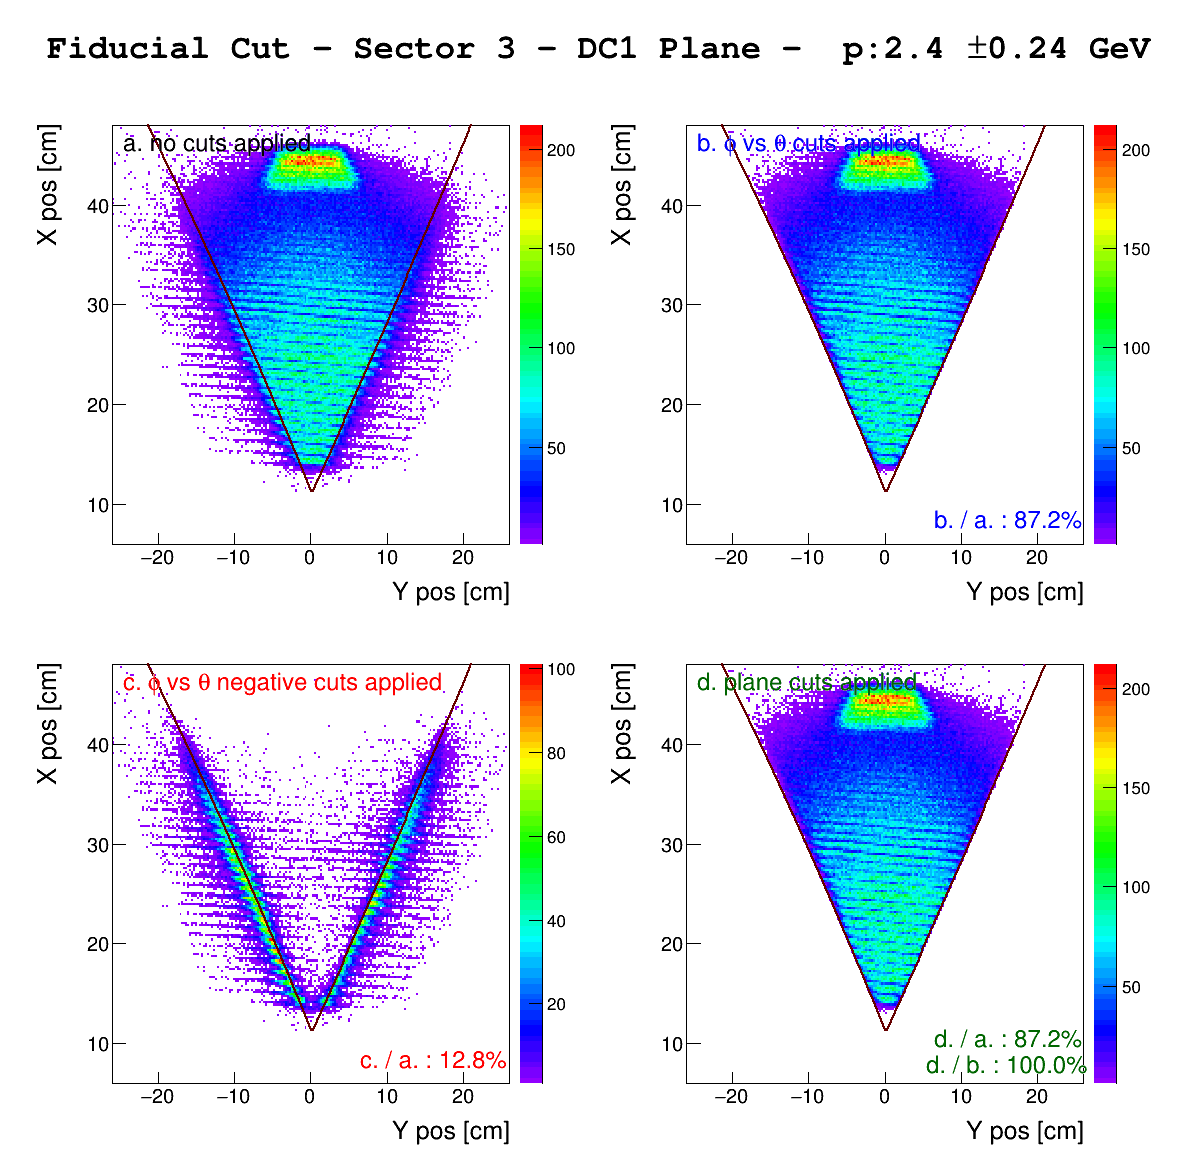 Fiducial Cut − Sector 3 − DC1 Plane −  p:2.4 ±0.24 GeV
X pos [cm]
a. no cuts applied
40
30
20
10
−20 −10 0 10 20
Y pos [cm]
200
150
100
50
X pos [cm]
b. ϕ vs θ cuts applied
40
30
20
10
b. / a. : 87.2%
−20 −10 0 10 20
Y pos [cm]
200
150
100
50
X pos [cm]
c. ϕ vs θ negative cuts applied
40
30
20
10
c. / a. : 12.8%
−20 −10 0 10 20
Y pos [cm]
100
80
60
40
20
X pos [cm]
d. plane cuts applied
40
30
20
10
d. / a. : 87.2%
d. / b. : 100.0%
−20 −10 0 10 20
Y pos [cm]
200
150
100
50